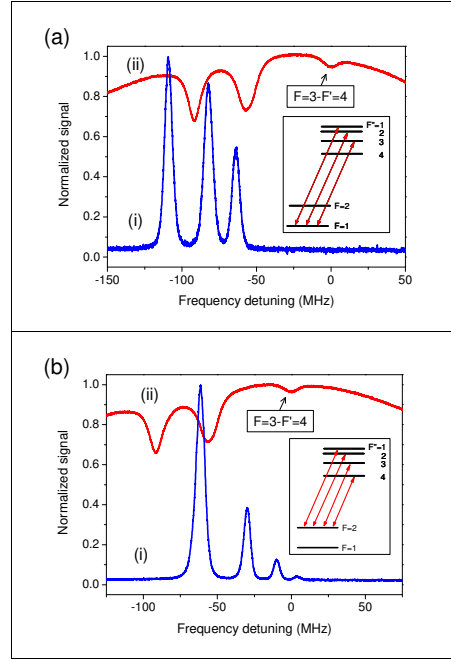 (a)
(ii)
F=3-F'=4
F"=1
2
3
4
F=2
F=1
(i)
Normalized signal
1.0
0.8
0.6
0.4
0.2
0.0
-150
-100
-50
0
50
Frequency detuning (MHz)
(b)
(ii)
F=3-F'=4
F"=1
2
3
4
F=2
F=1
(i)
Normalized signal
1.0
0.8
0.6
0.4
0.2
0.0
-100
-50
0
50
Frequency detuning (MHz)